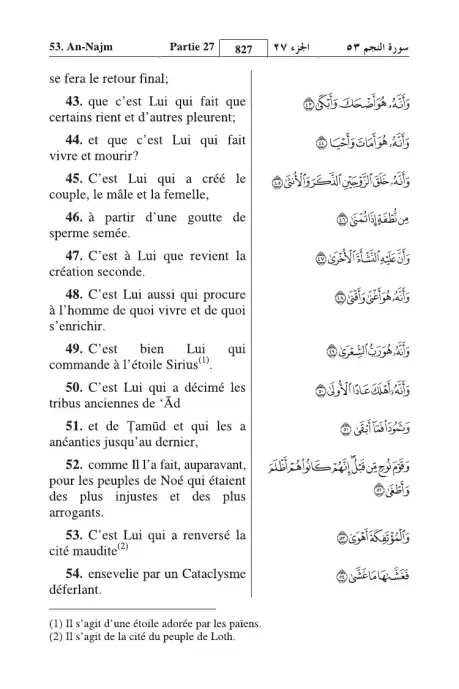 53. An-Najm Partie 27 827 الجزء ٢٧ سورة النجم ٥٣
se fera le retour final;
43. que c’est Lui qui fait que
certains rient et d’autres pleurent;
وَأَنَّهُۥ هُوَ أَضْحَكَ وَأَبْكَىٰ ٤٣
44. et que c’est Lui qui fait
vivre et mourir?
وَأَنَّهُۥ هُوَ أَمَاتَ وَأَحْيَا ٤٤
45. C’est Lui qui a créé le
couple, le mâle et la femelle,
وَأَنَّهُۥ خَلَقَ ٱلزَّوْجَيْنِ ٱلذَّكَرَ وَٱلْأُنثَىٰ ٤٥
46. à partir d’une goutte de
sperme semée.
مِن نُّطْفَةٍ إِذَا تُمْنَىٰ ٤٦
47. C’est à Lui que revient la
création seconde.
وَأَنَّ عَلَيْهِ ٱلنَّشْأَةَ ٱلْأُخْرَىٰ ٤٧
48. C’est Lui aussi qui procure
à l’homme de quoi vivre et de quoi
s’enrichir.
وَأَنَّهُۥ هُوَ أَغْنَىٰ وَأَقْنَىٰ ٤٨
49. C’est bien Lui qui
commande à l’étoile Sirius(1).
وَأَنَّهُۥ هُوَ رَبُّ ٱلشِّعْرَىٰ ٤٩
50. C’est Lui qui a décimé les
tribus anciennes de ‘Ād
وَأَنَّهُۥٓ أَهْلَكَ عَادًا ٱلْأُولَىٰ ٥٠
51. et de Ṭamūd et qui les a
anéanties jusqu’au dernier,
وَثَمُودَا۟ فَمَآ أَبْقَىٰ ٥١
52. comme Il l’a fait, auparavant,
pour les peuples de Noé qui étaient
des plus injustes et des plus
arrogants.
وَقَوْمَ نُوحٍ مِّن قَبْلُ ۖ إِنَّهُمْ كَانُوا۟ هُمْ أَظْلَمَ
وَأَطْغَىٰ ٥٢
53. C’est Lui qui a renversé la
cité maudite(2)
وَٱلْمُؤْتَفِكَةَ أَهْوَىٰ ٥٣
54. ensevelie par un Cataclysme
déferlant.
فَغَشَّىٰهَا مَا غَشَّىٰ ٥٤
(1) Il s’agit d’une étoile adorée par les païens.
(2) Il s’agit de la cité du peuple de Loth.